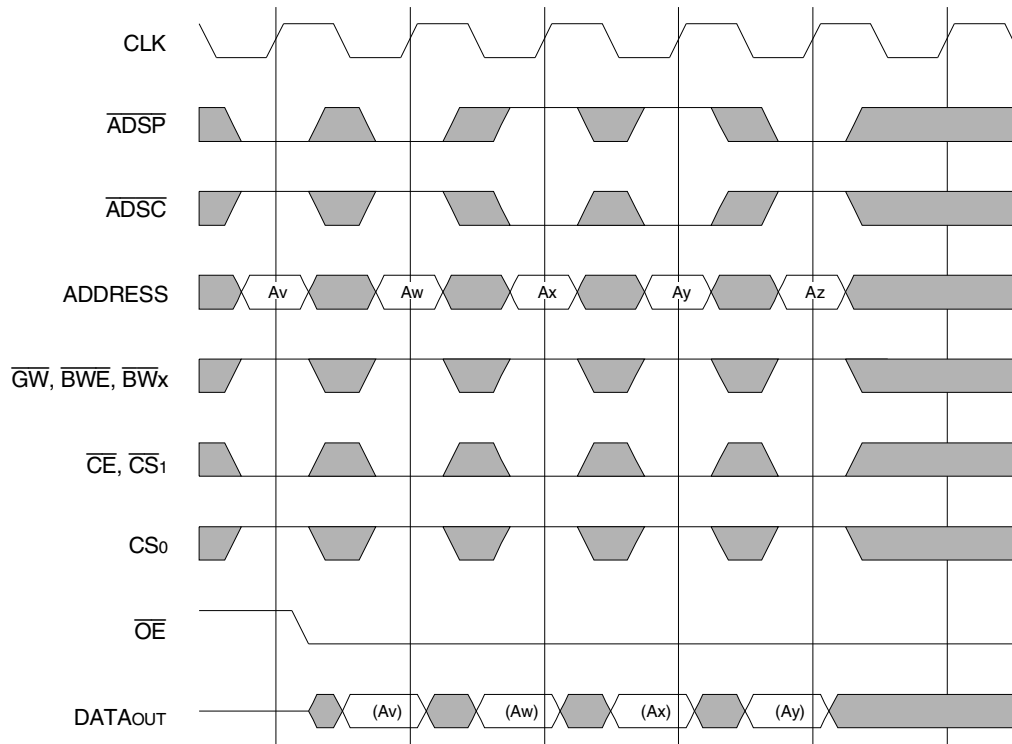 CLK
ADSP
ADSC
ADDRESS
Av
Aw
Ax
Ay
Az
GW, BWE, BWx
CE, CS1
CS0
OE
DATAOUT
(Av)
(Aw)
(Ax)
(Ay)